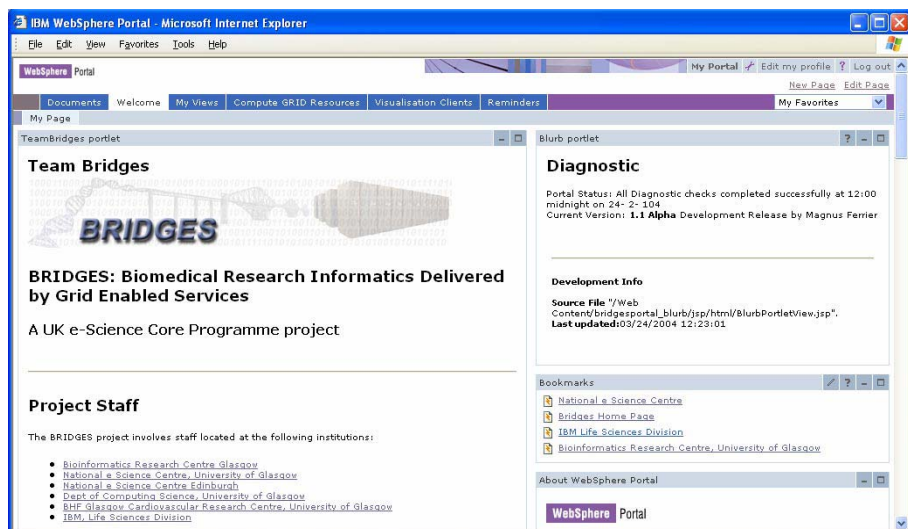 IBM WebSphere Portal - Microsoft Internet Explorer
File Edit View Favorites Tools Help
WebSphere Portal
My Portal Edit my profile ? Log out
New Page Edit Page
Documents Welcome My Views Compute GRID Resources Visualisation Clients Reminders
My Favorites
My Page
TeamBridges portlet
Team Bridges
BRIDGES
BRIDGES: Biomedical Research Informatics Delivered
by Grid Enabled Services
A UK e-Science Core Programme project
Project Staff
The BRIDGES project involves staff located at the following institutions:
Bioinformatics Research Centre Glasgow
National e Science Centre, University of Glasgow
National e Science Centre Edinburgh
Dept of Computing Science, University of Glasgow
BHF Glasgow Cardiovascular Research Centre, University of Glasgow
IBM, Life Sciences Division
Blurb portlet ?
Diagnostic
Portal Status: All Diagnostic checks completed successfully at 12:00
midnight on 24- 2- 104
Current Version: 1.1 Alpha Development Release by Magnus Ferrier
Development Info
Source File "/Web
Content/bridgesportal_blurb/jsp/html/BlurbPortletView.jsp".
Last updated:03/24/2004 12:23:01
Bookmarks ?
National e Science Centre
Bridges Home Page
IBM Life Sciences Division
Bioinformatics Research Centre, University of Glasgow
About WebSphere Portal
WebSphere Portal